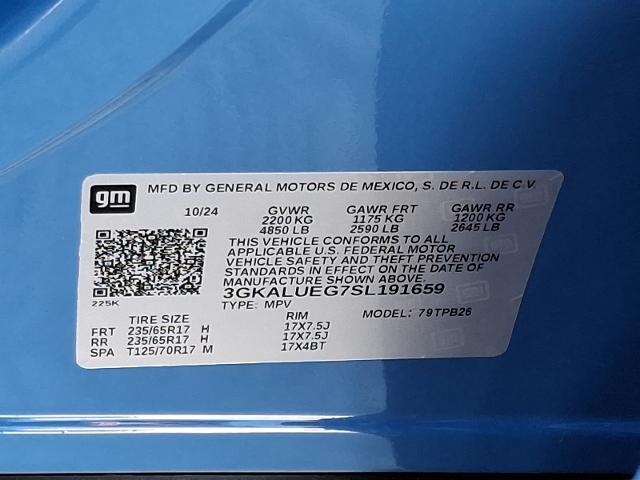 gm MFD BY GENERAL MOTORS DE MEXICO, S. DE R.L. DE C.V.
10/24 GVWR GAWR FRT GAWR RR
2200 KG 1175 KG 1200 KG
4850 LB 2590 LB 2645 LB
THIS VEHICLE CONFORMS TO ALL
APPLICABLE U.S. FEDERAL MOTOR
VEHICLE SAFETY AND THEFT PREVENTION
STANDARDS IN EFFECT ON THE DATE OF
MANUFACTURE SHOWN ABOVE.
3GKALUEG7SL191659
225K TYPE: MPV MODEL: 79TPB26
TIRE SIZE RIM
FRT 235/65R17 H 17X7.5J
RR 235/65R17 H 17X7.5J
SPA T125/70R17 M 17X4BT